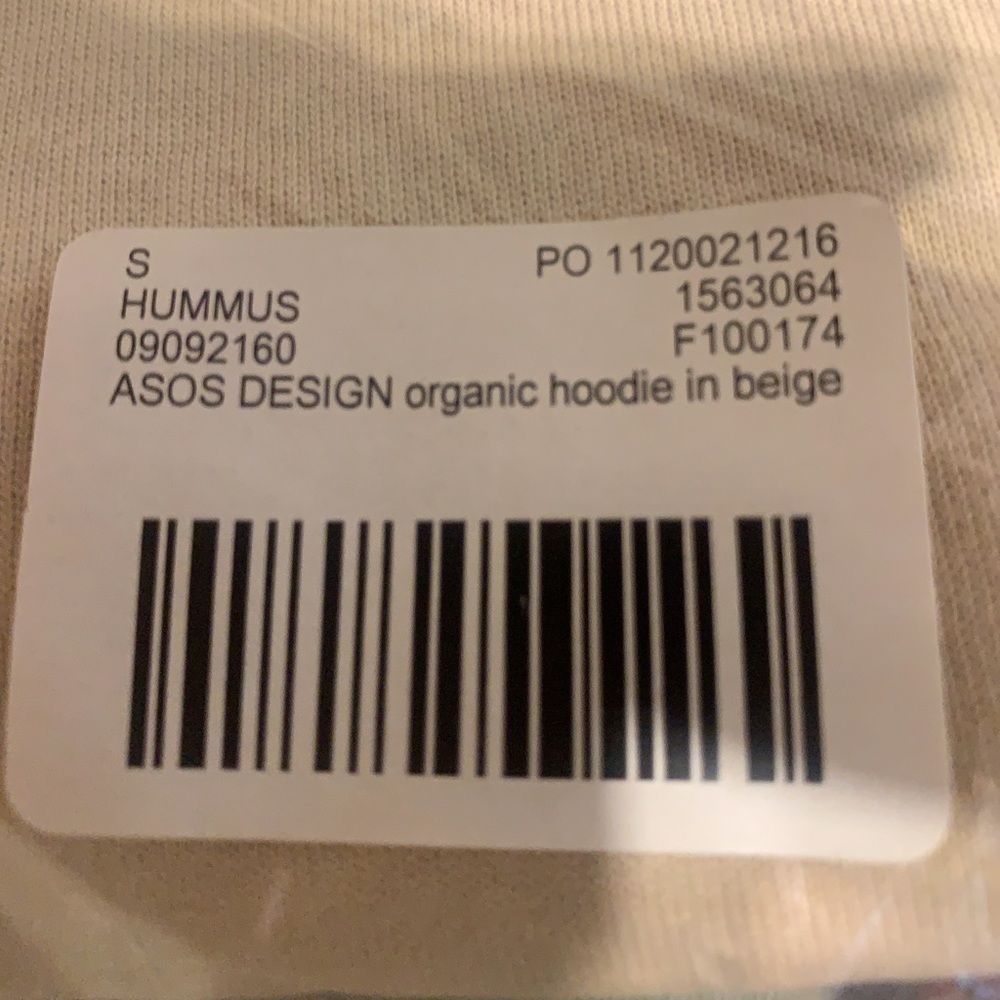 S PO 1120021216
HUMMUS 1563064
09092160 F100174
ASOS DESIGN organic hoodie in beige